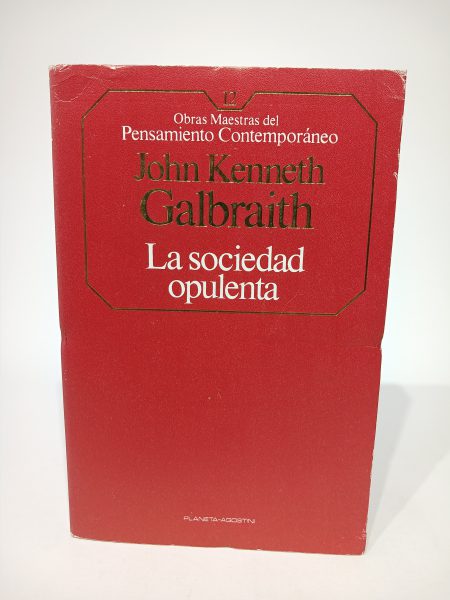 12
Obras Maestras del
Pensamiento Contemporáneo
John Kenneth
Galbraith
La sociedad
opulenta
PLANETA-AGOSTINI